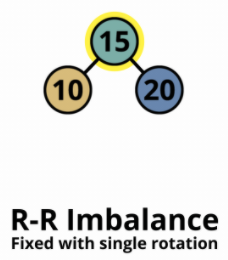 15
10 20
R-R Imbalance
Fixed with single rotation